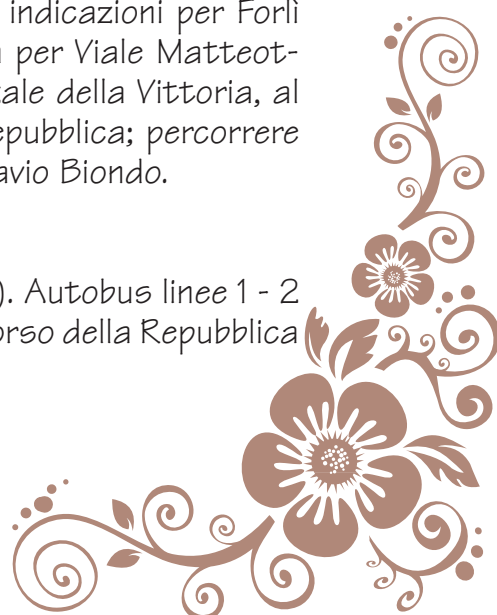 indicazioni per Forlì
per Viale Matteot-
ale della Vittoria, al
epubblica; percorrere
avio Biondo.
). Autobus linee 1 - 2
orso della Repubblica